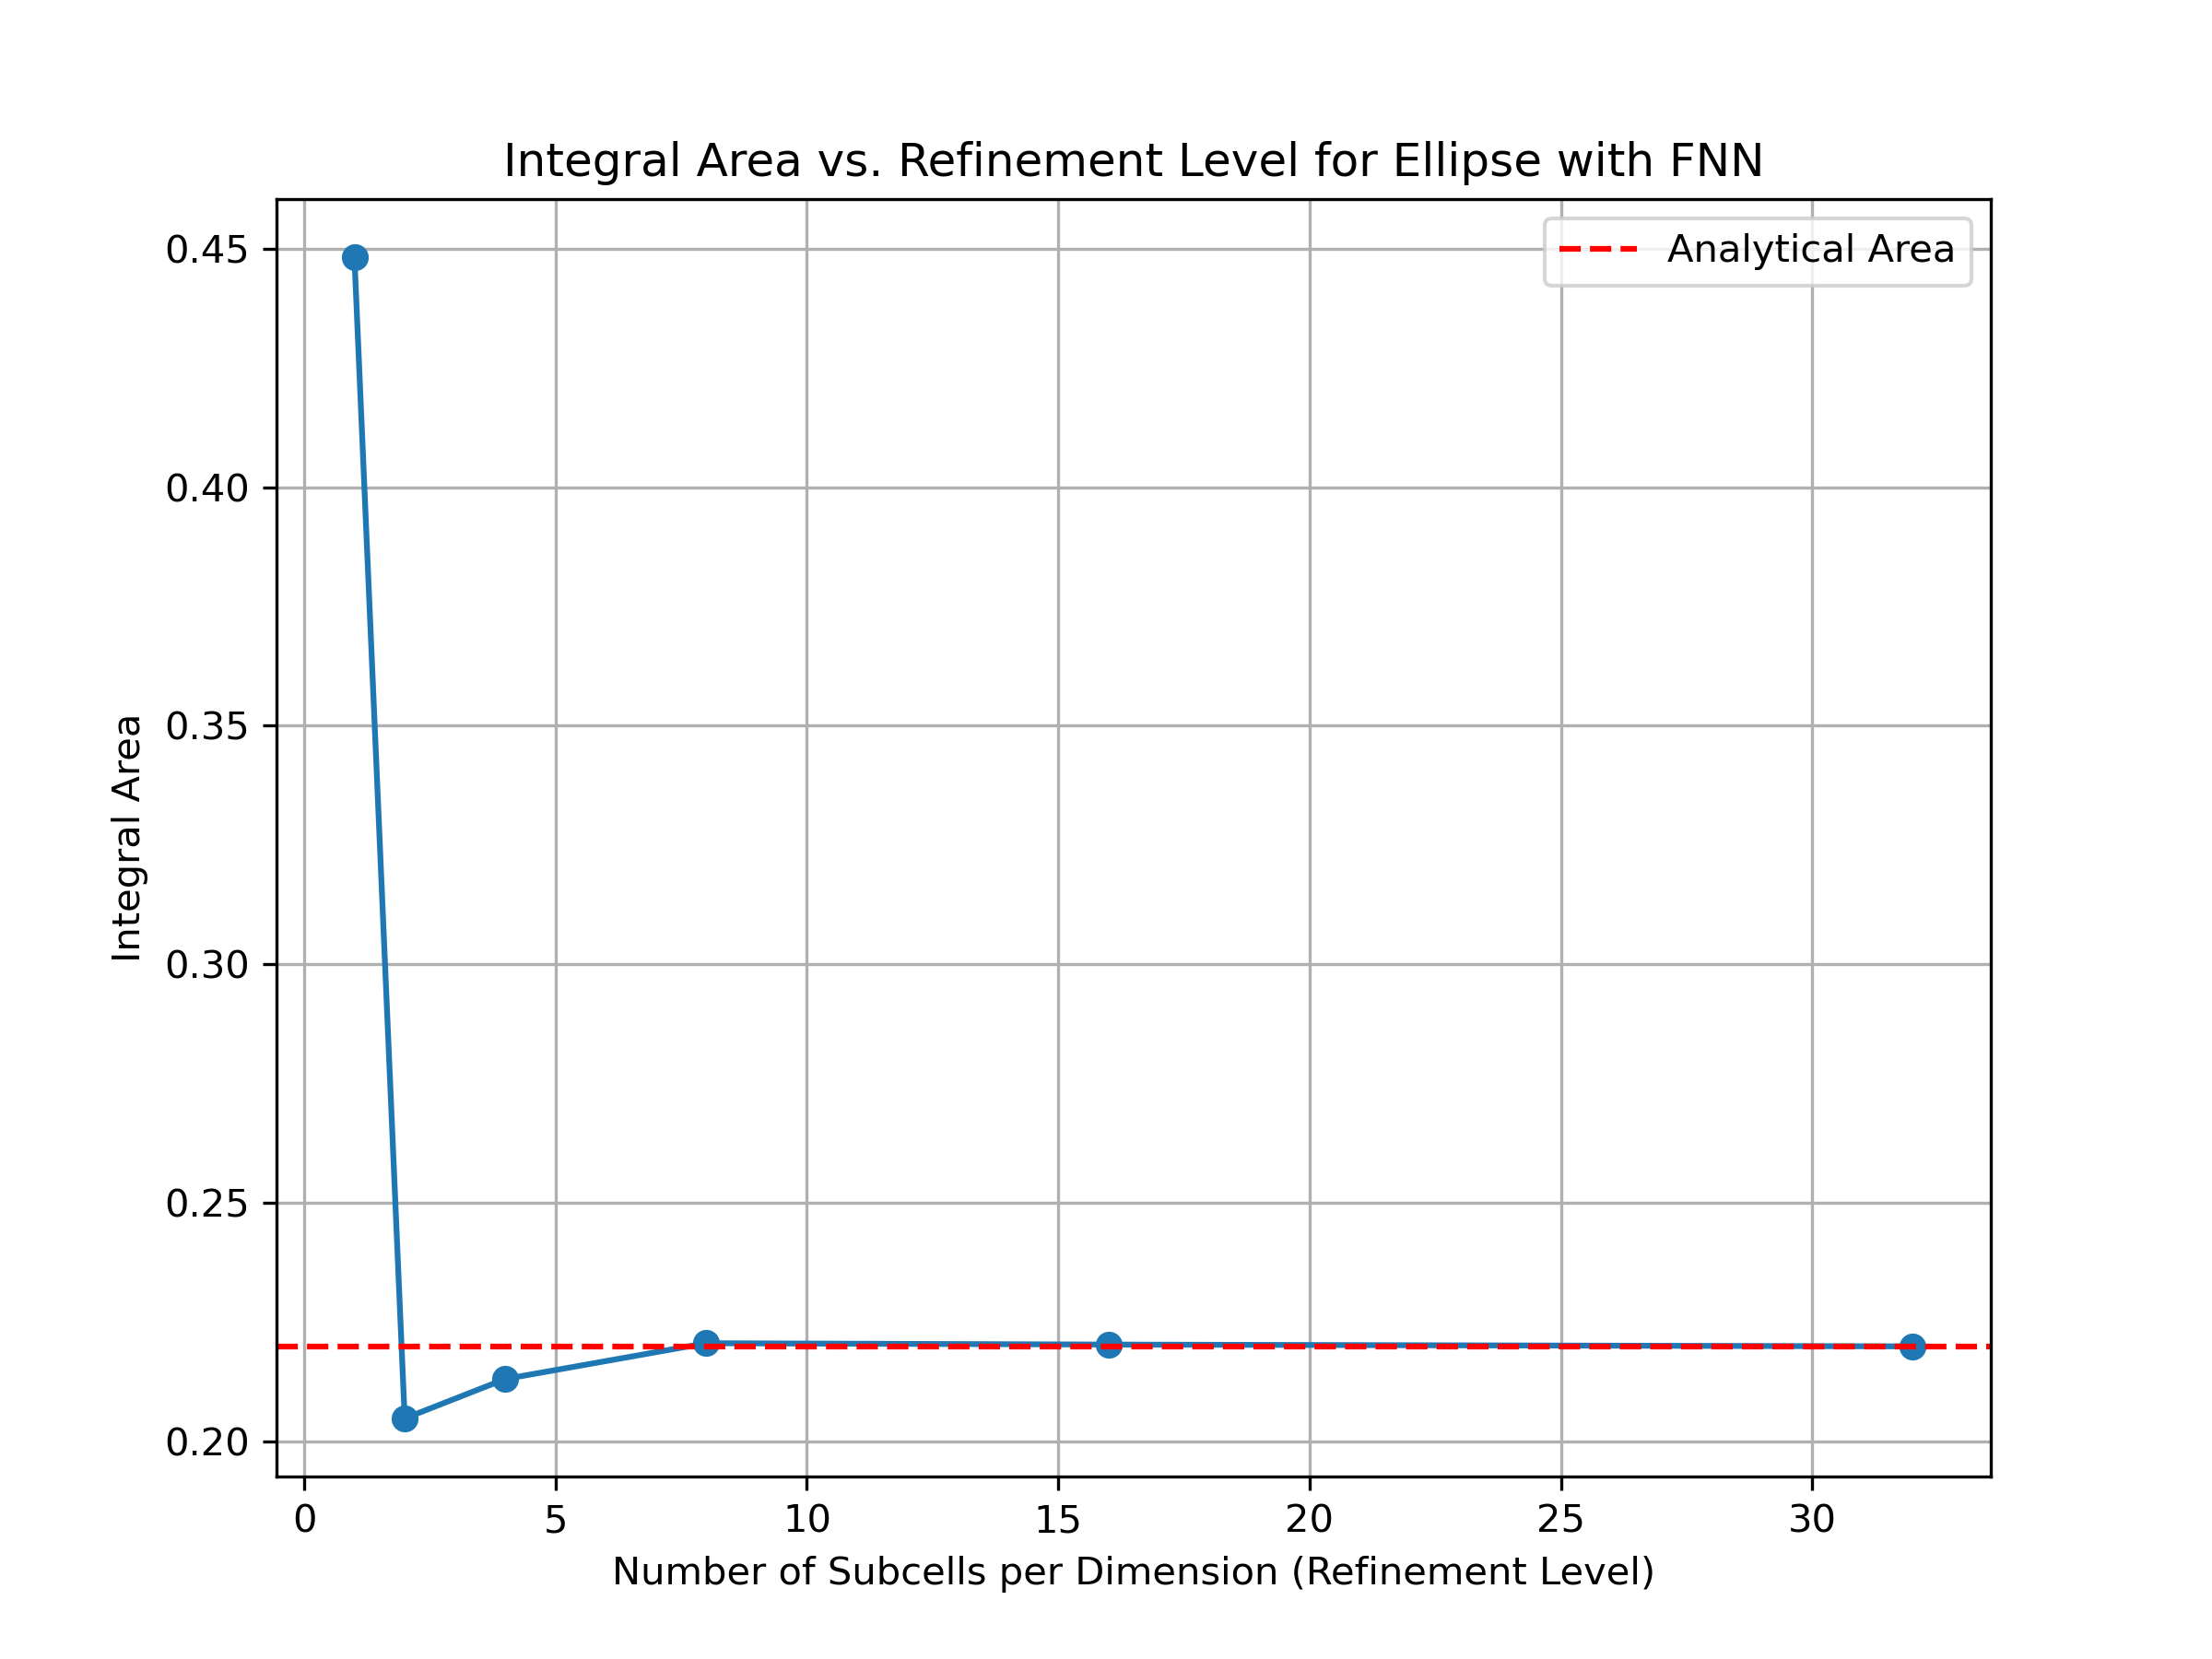 Integral Area vs. Refinement Level for Ellipse with FNN
Analytical Area
0.45
0.40
0.35
0.30
0.25
0.20
Integral Area
0 5 10 15 20 25 30
Number of Subcells per Dimension (Refinement Level)